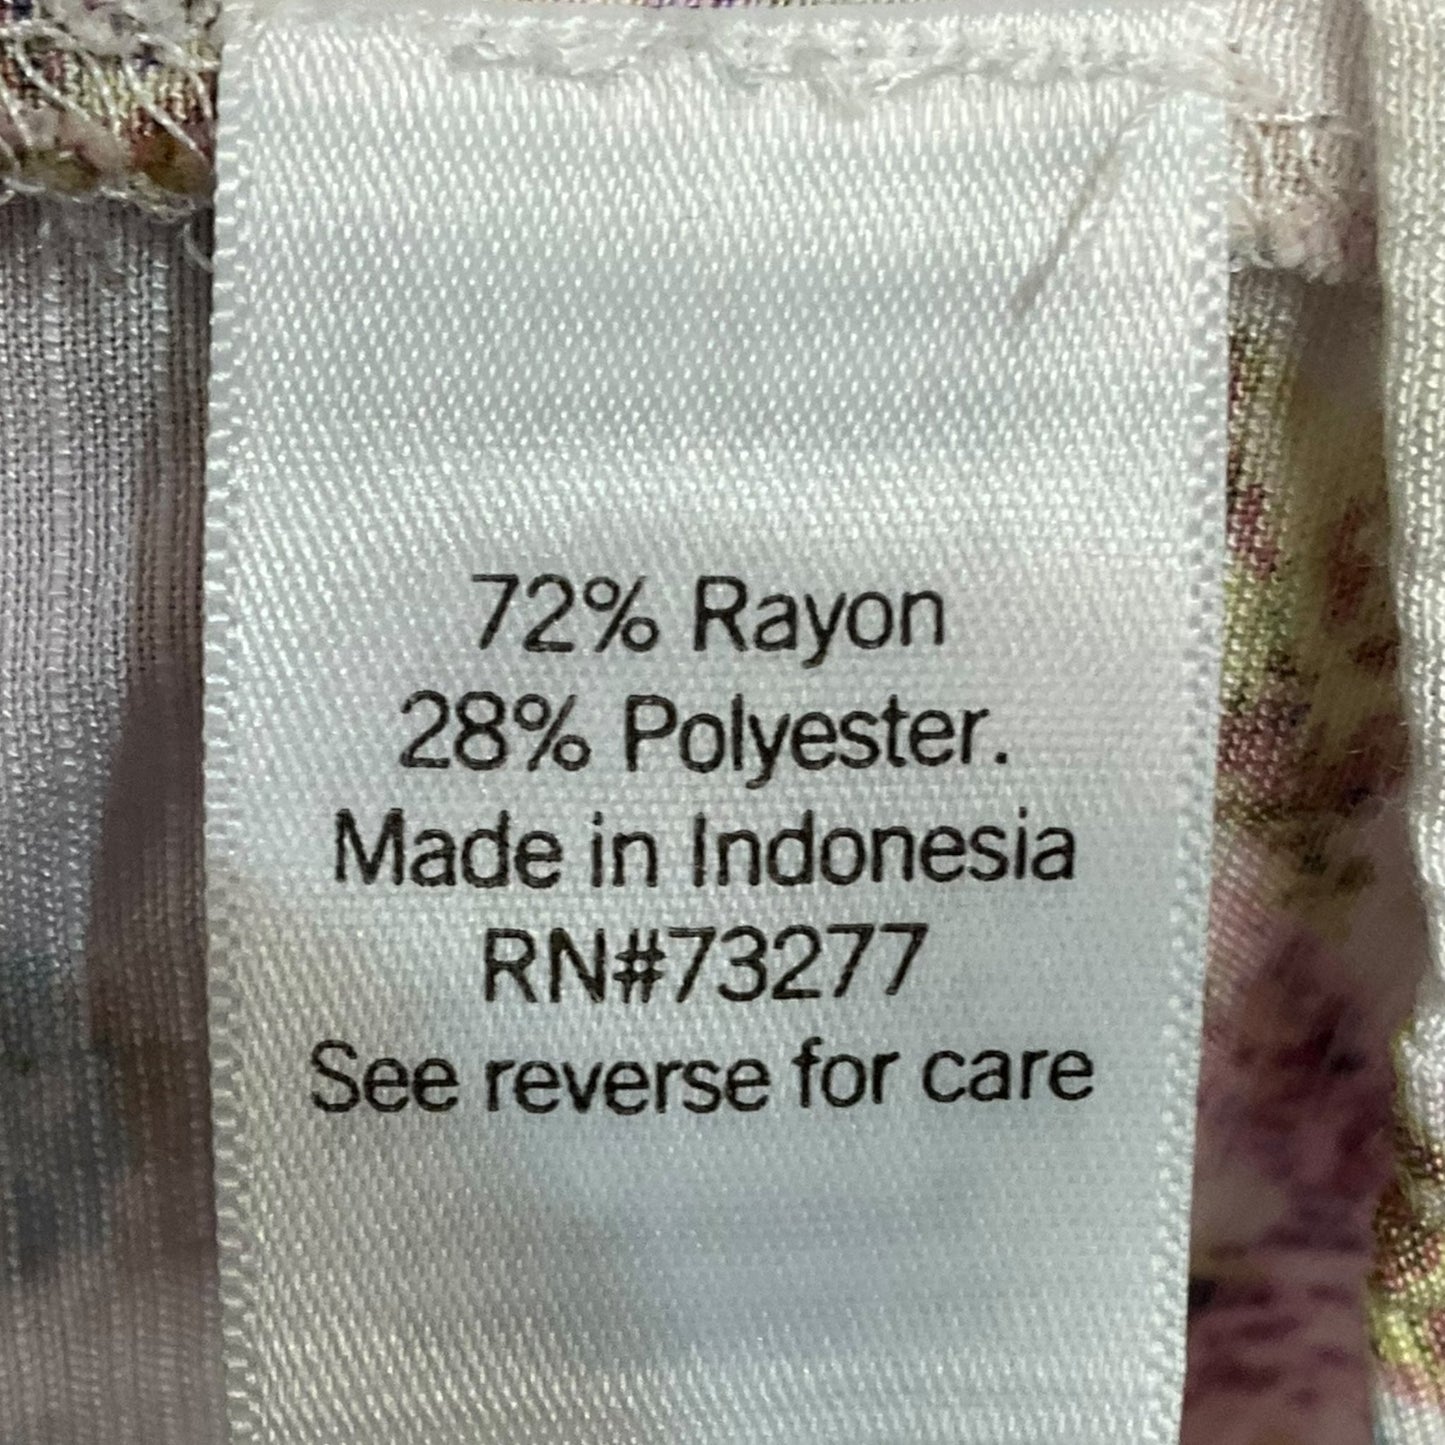 72% Rayon
28% Polyester.
Made in Indonesia
RN#73277
See reverse for care